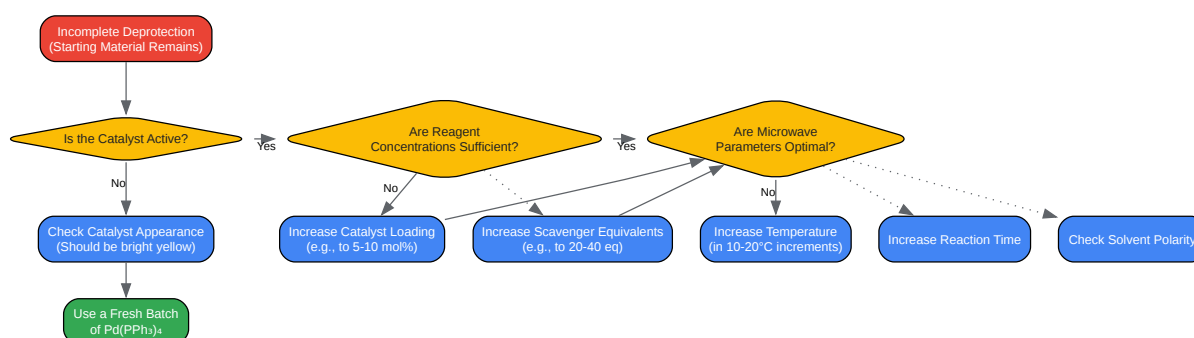 Incomplete Deprotection
(Starting Material Remains)
Is the Catalyst Active?
Yes
Are Reagent
Concentrations Sufficient?
Yes
Are Microwave
Parameters Optimal?
No
No
No
Check Catalyst Appearance
(Should be bright yellow)
Increase Catalyst Loading
(e.g., to 5-10 mol%)
Increase Scavenger Equivalents
(e.g., to 20-40 eq)
Increase Temperature
(in 10-20°C increments)
Increase Reaction Time
Check Solvent Polarity
Use a Fresh Batch
of Pd(PPh₃)₄